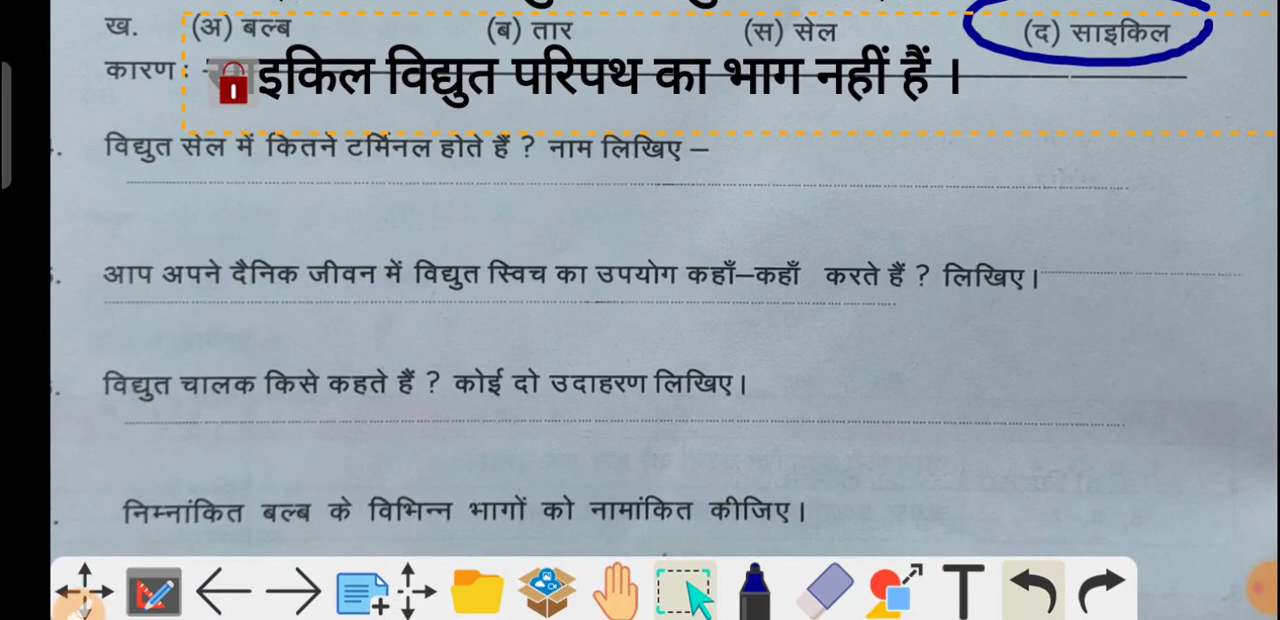 ख. (अ) बल्ब (ब) तार (स) सेल (द) साइकिल
कारण : साइकिल विद्युत परिपथ का भाग नहीं हैं ।
विद्युत सेल में कितने टर्मिनल होते हैं ? नाम लिखिए –
आप अपने दैनिक जीवन में विद्युत स्विच का उपयोग कहाँ–कहाँ करते हैं ? लिखिए।
विद्युत चालक किसे कहते हैं ? कोई दो उदाहरण लिखिए।
निम्नांकित बल्ब के विभिन्न भागों को नामांकित कीजिए।
T